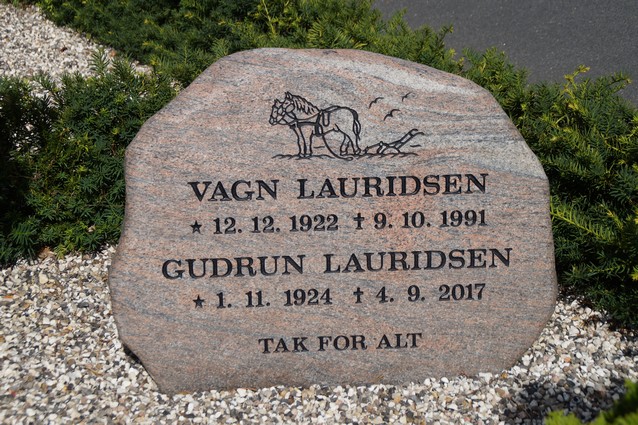 VAGN LAURIDSEN
★ 12. 12. 1922 ✝ 9. 10. 1991
GUDRUN LAURIDSEN
★ 1. 11. 1924 ✝ 4. 9. 2017
TAK FOR ALT